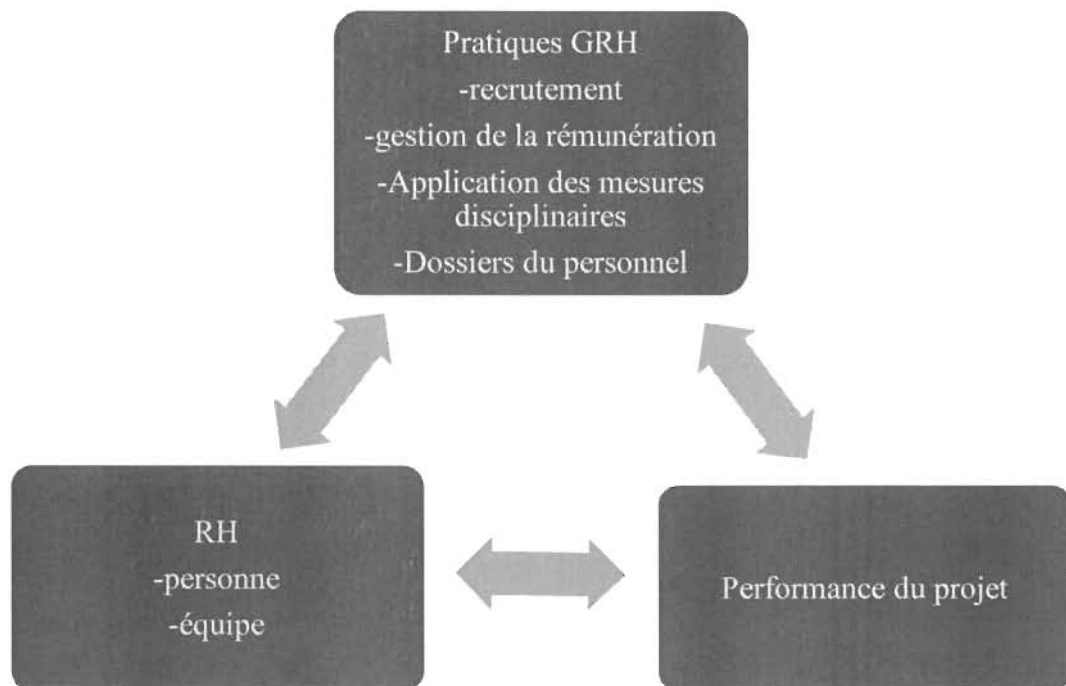 Pratiques GRH
-recrutement
-gestion de la rémunération
-Application des mesures
disciplinaires
-Dossiers du personnel
RH
-personne
-équipe
Performance du projet